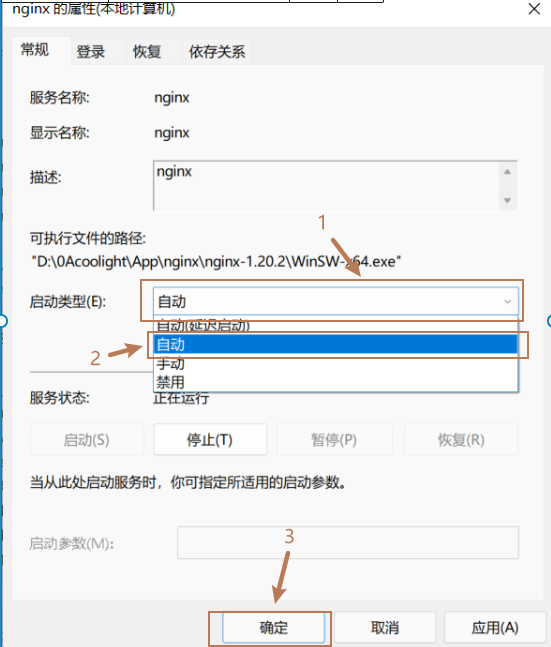 nginx 的属性(本地计算机)
常规 登录 恢复 依存关系
服务名称: nginx
显示名称: nginx
描述: nginx
1
可执行文件的路径:
"D:\0Acoolight\App\nginx\nginx-1.20.2\WinSW-x64.exe"
启动类型(E): 自动
自动(延迟启动)
2 自动
手动
禁用
服务状态: 正在运行
启动(S) 停止(T) 暂停(P) 恢复(R)
当从此处启动服务时，你可指定所适用的启动参数。
启动参数(M):
3
确定 取消 应用(A)